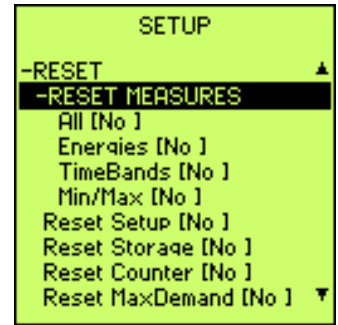 SETUP
-RESET
-RESET MEASURES
All [No ]
Energies [No ]
TimeBands [No ]
Min/Max [No ]
Reset Setup [No ]
Reset Storage [No ]
Reset Counter [No ]
Reset MaxDemand [No ]